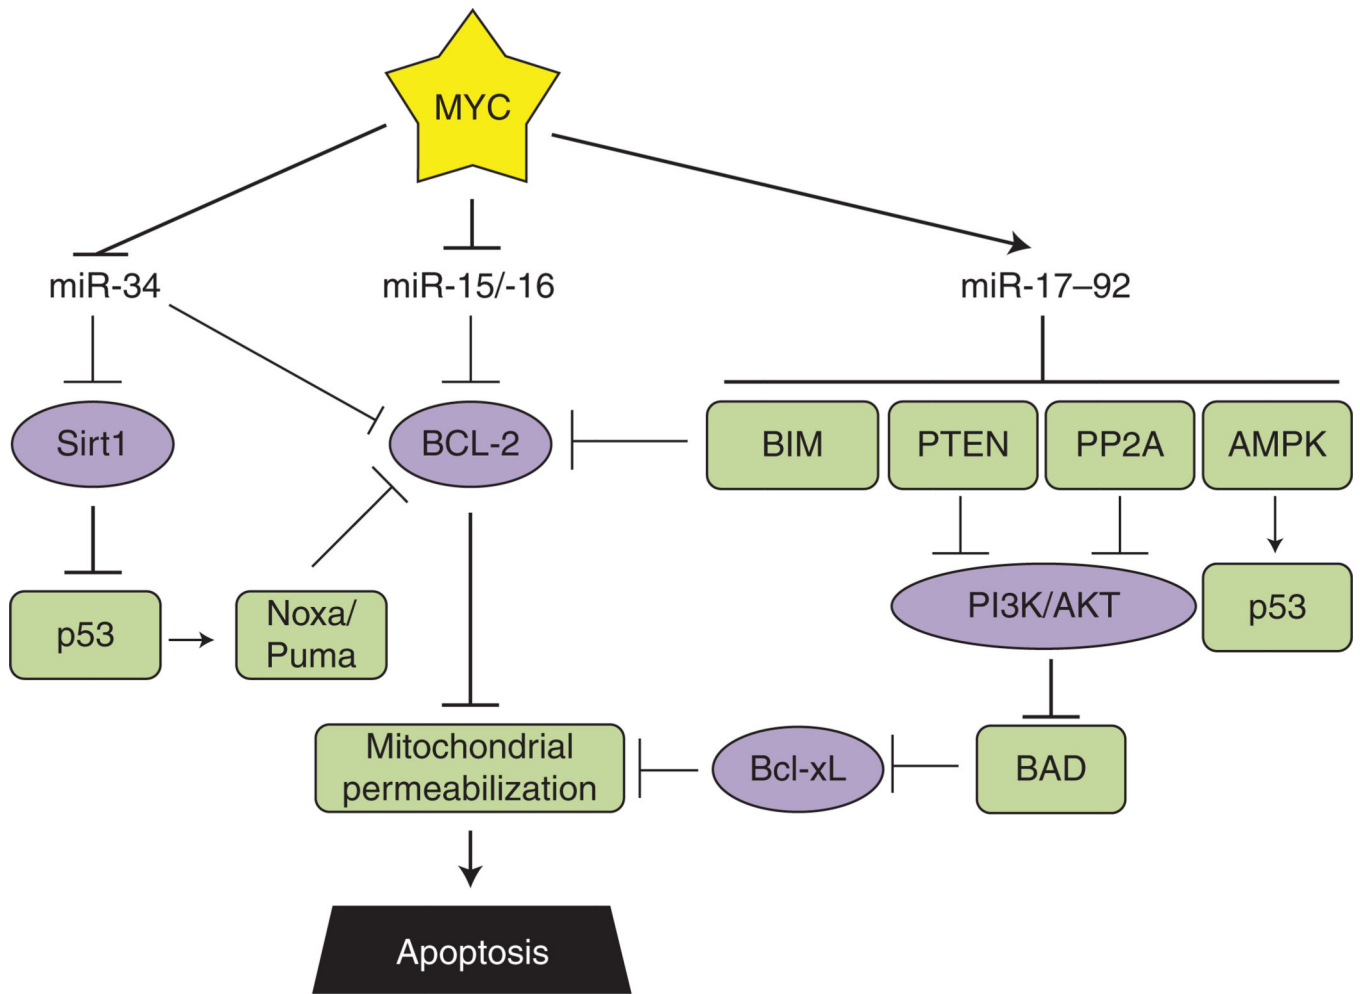 MYC
miR-34
miR-15/-16
miR-17–92
Sirt1
BCL-2
BIM
PTEN
PP2A
AMPK
p53
Noxa/
Puma
PI3K/AKT
p53
Mitochondrial
permeabilization
Bcl-xL
BAD
Apoptosis